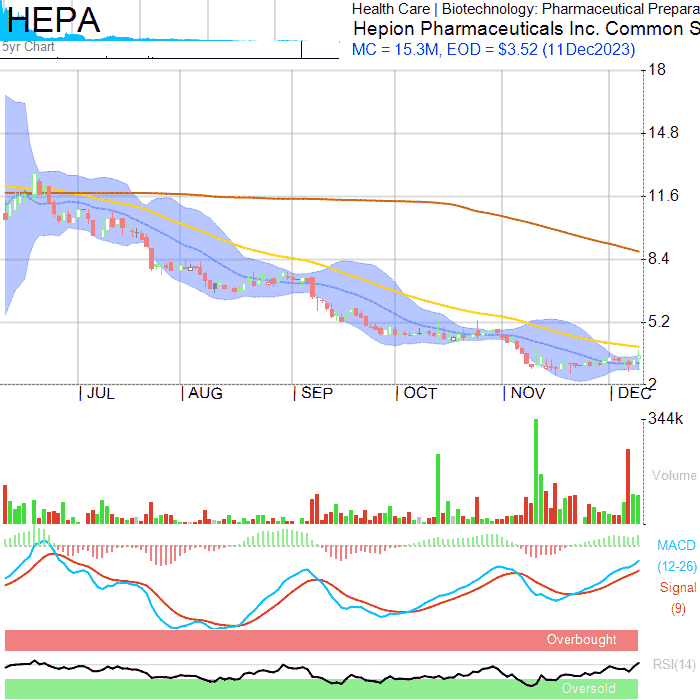 HEPA
5yr Chart
Health Care | Biotechnology: Pharmaceutical Prepara
Hepion Pharmaceuticals Inc. Common S
MC = 15.3M, EOD = $3.52 (11Dec2023)
18
14.8
11.6
8.4
5.2
2
JUL AUG SEP OCT NOV DEC
344k
Volume
MACD
(12-26)
Signal
(9)
Overbought
RSI(14)
Oversold